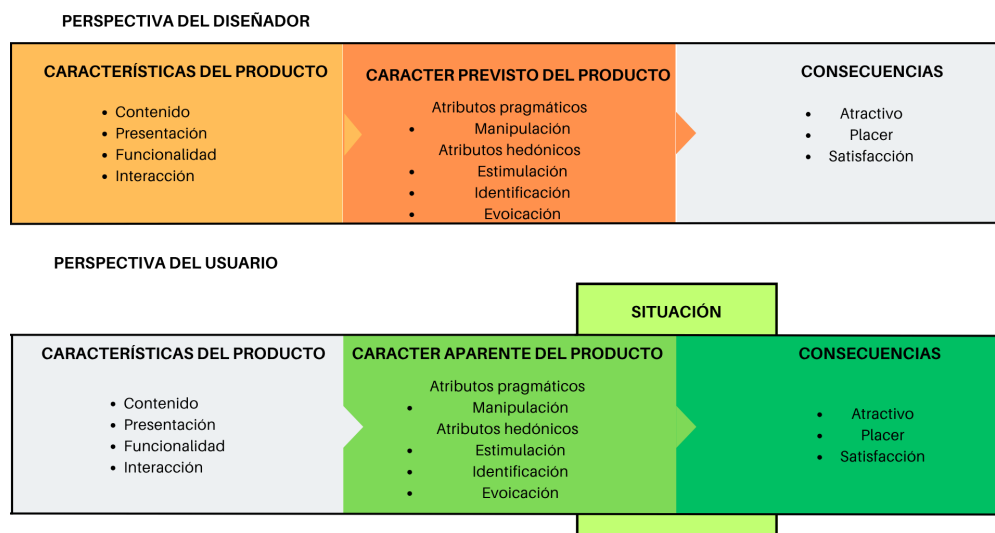 PERSPECTIVA DEL DISEÑADOR
CARACTERÍSTICAS DEL PRODUCTO
• Contenido
• Presentación
• Funcionalidad
• Interacción
CARACTER PREVISTO DEL PRODUCTO
Atributos pragmáticos
• Manipulación
Atributos hedónicos
• Estimulación
• Identificación
• Evoicación
CONSECUENCIAS
• Atractivo
• Placer
• Satisfacción
PERSPECTIVA DEL USUARIO
SITUACIÓN
CARACTERÍSTICAS DEL PRODUCTO
• Contenido
• Presentación
• Funcionalidad
• Interacción
CARACTER APARENTE DEL PRODUCTO
Atributos pragmáticos
• Manipulación
Atributos hedónicos
• Estimulación
• Identificación
• Evoicación
CONSECUENCIAS
• Atractivo
• Placer
• Satisfacción